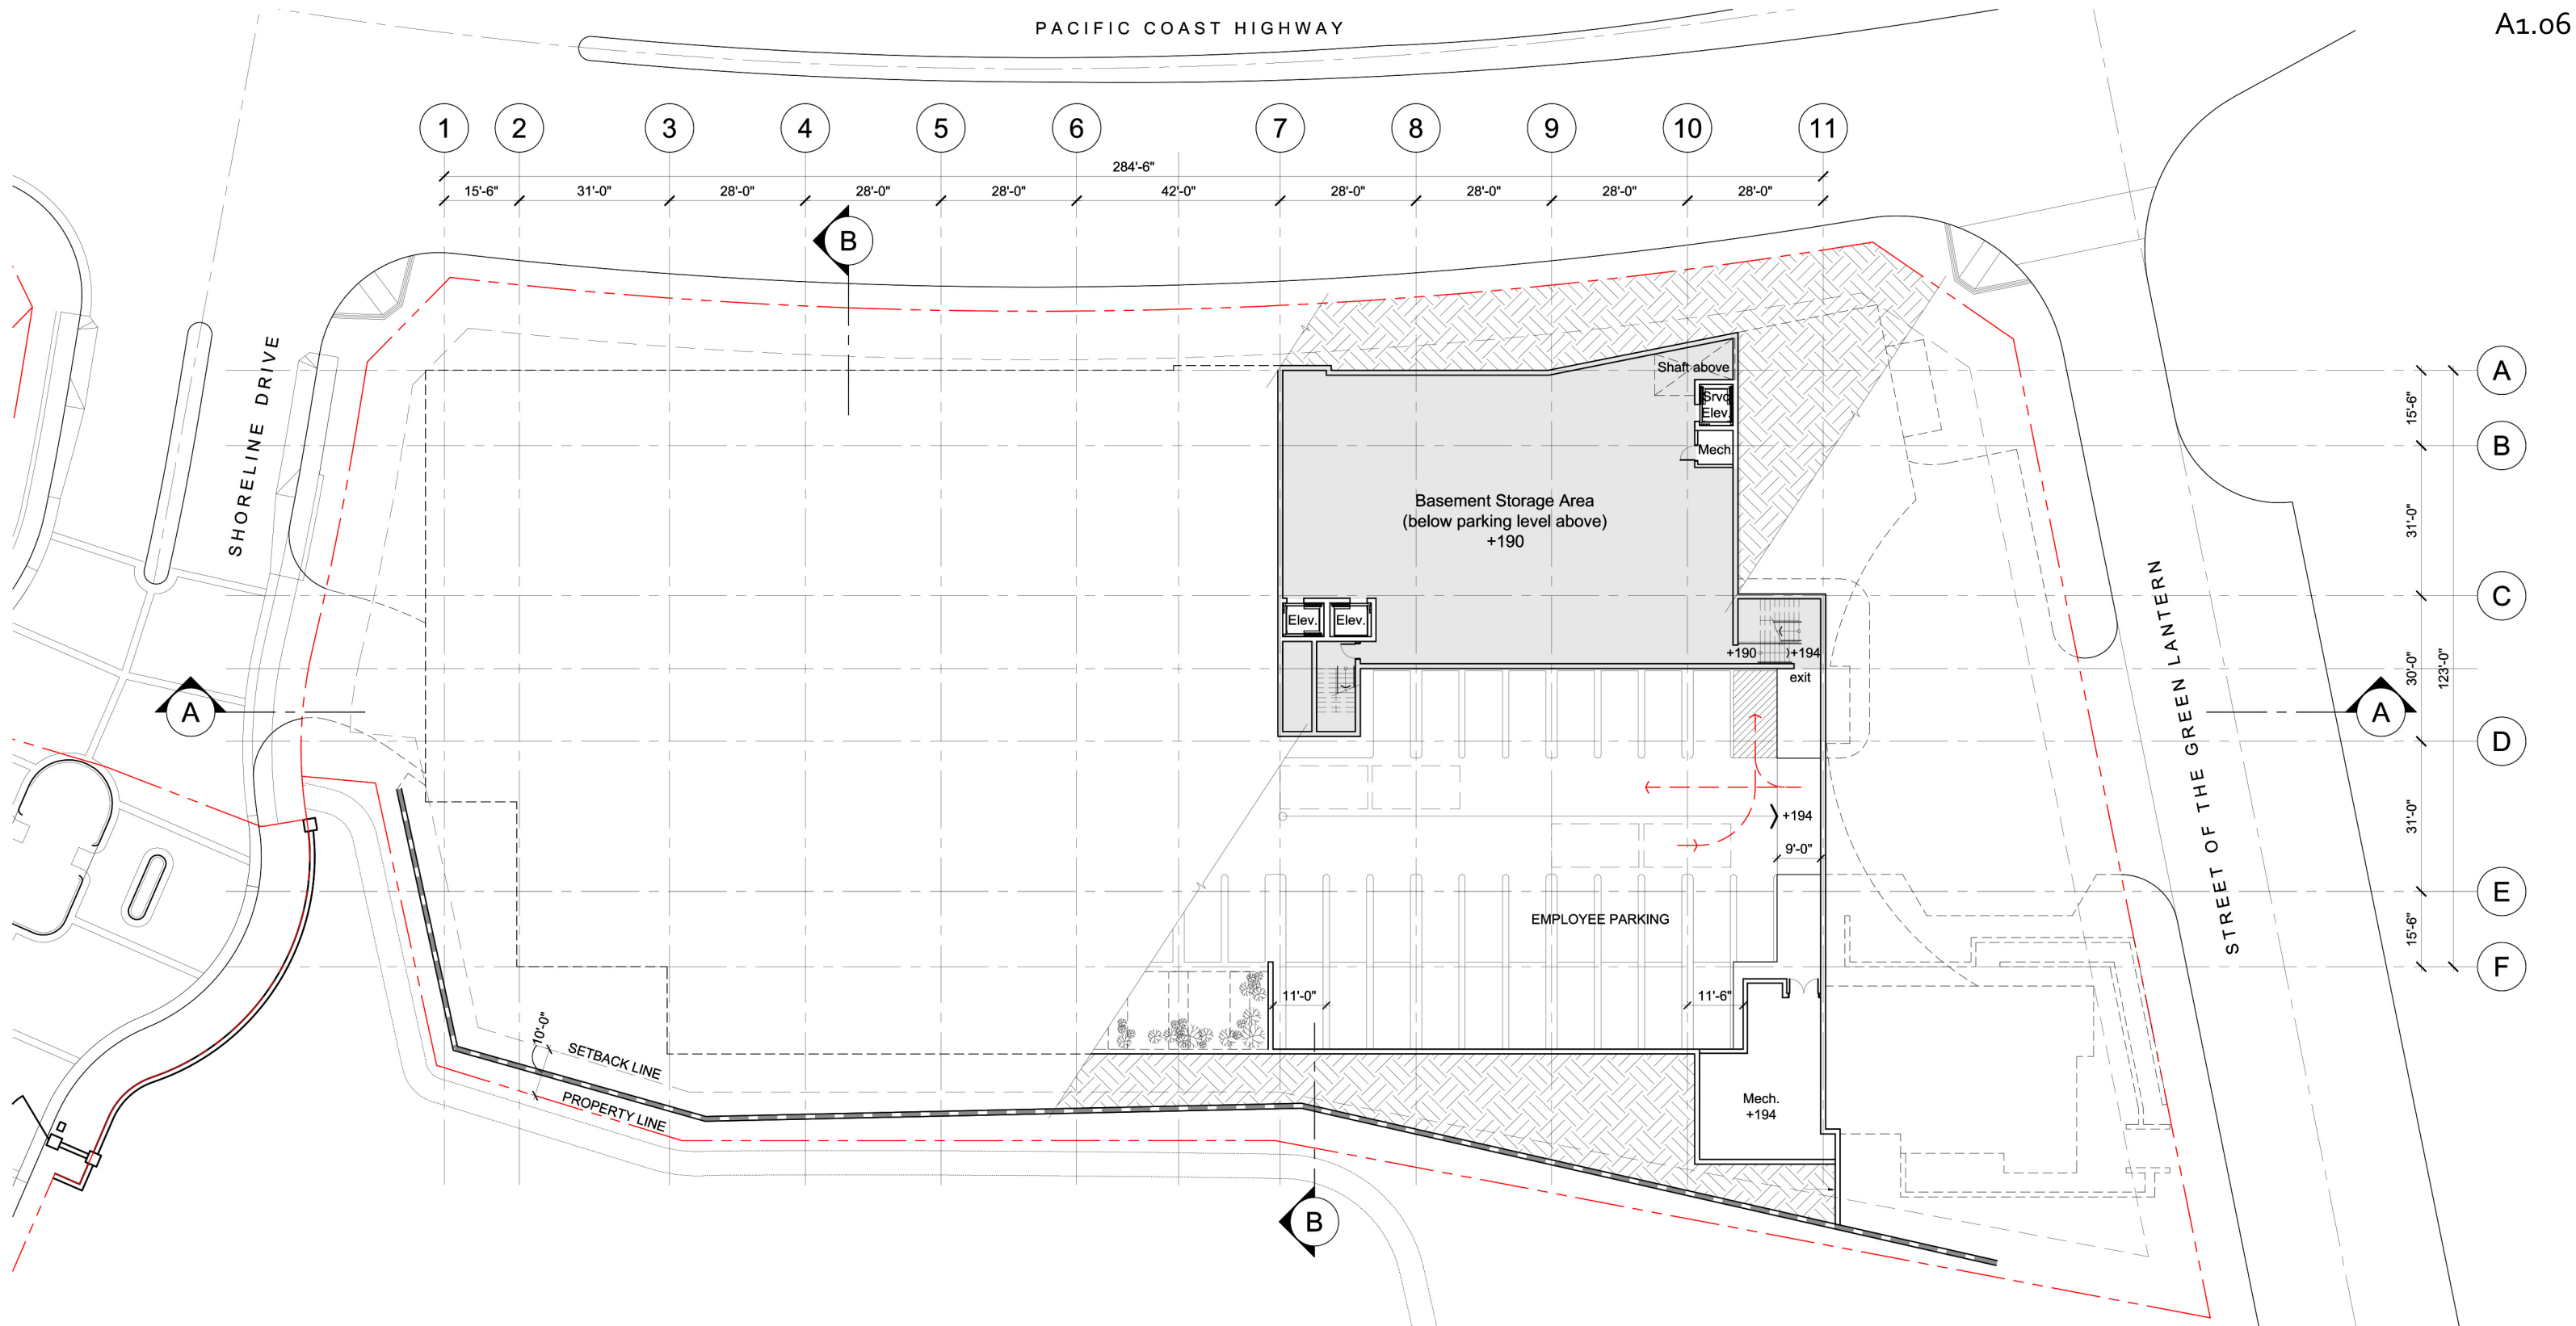 PACIFIC COAST HIGHWAY
A1.06
1 2 3 4 5 6 7 8 9 10 11
284'-6"
15'-6" 31'-0" 28'-0" 28'-0" 28'-0" 42'-0" 28'-0" 28'-0" 28'-0" 28'-0"
B
SHORELINE DRIVE
Shaft above
A
15'-6"
Srvc
Elev.
B
Mech.
Basement Storage Area
(below parking level above)
+190
31'-0"
C
Elev. Elev.
+190 +194
exit
30'-0"
123'-0"
A
A
STREET OF THE GREEN LANTERN
D
+194
31'-0"
9'-0"
E
EMPLOYEE PARKING
15'-6"
F
11'-0"
11'-6"
10'-0"
SETBACK LINE
PROPERTY LINE
Mech.
+194
B